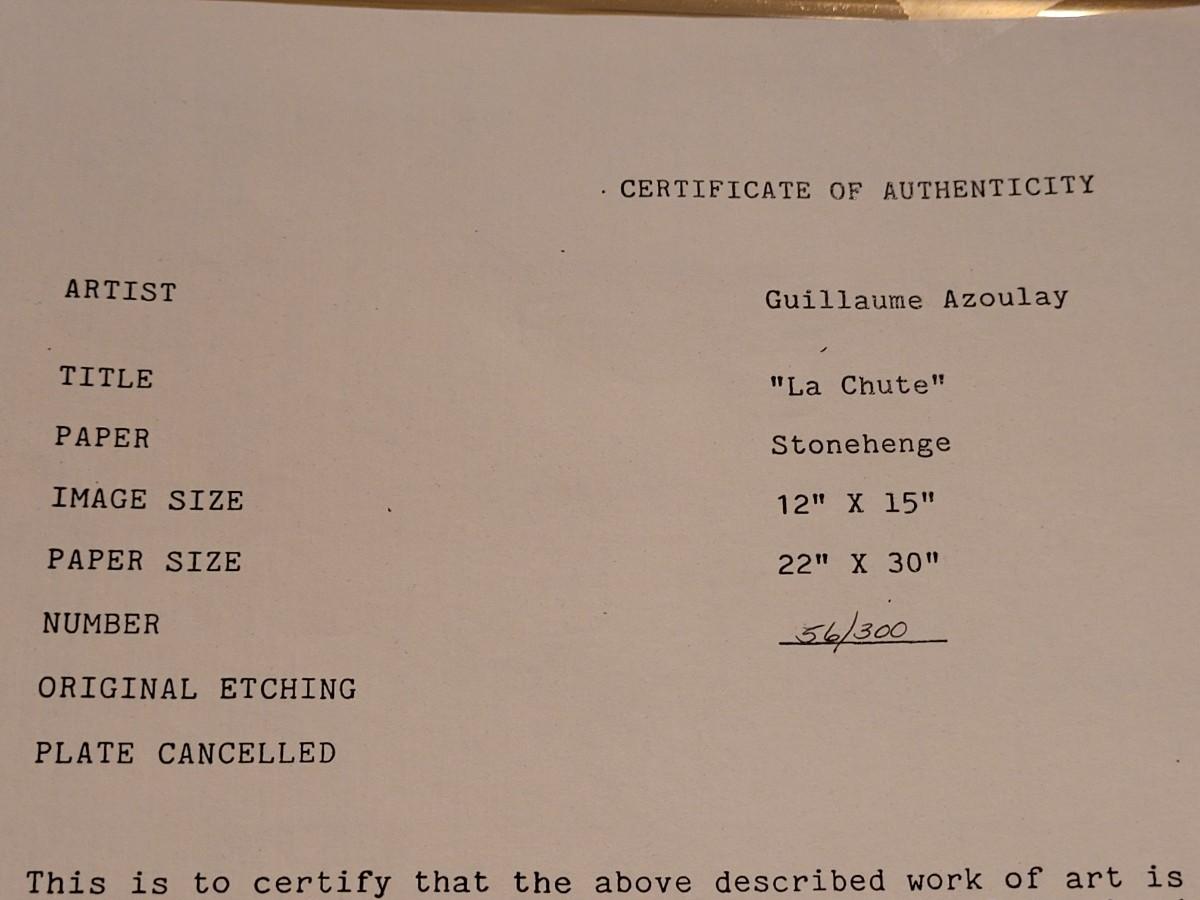 CERTIFICATE OF AUTHENTICITY
ARTIST Guillaume Azoulay
TITLE "La Chute"
PAPER Stonehenge
IMAGE SIZE 12" X 15"
PAPER SIZE 22" X 30"
NUMBER 56/300
ORIGINAL ETCHING
PLATE CANCELLED
This is to certify that the above described work of art is